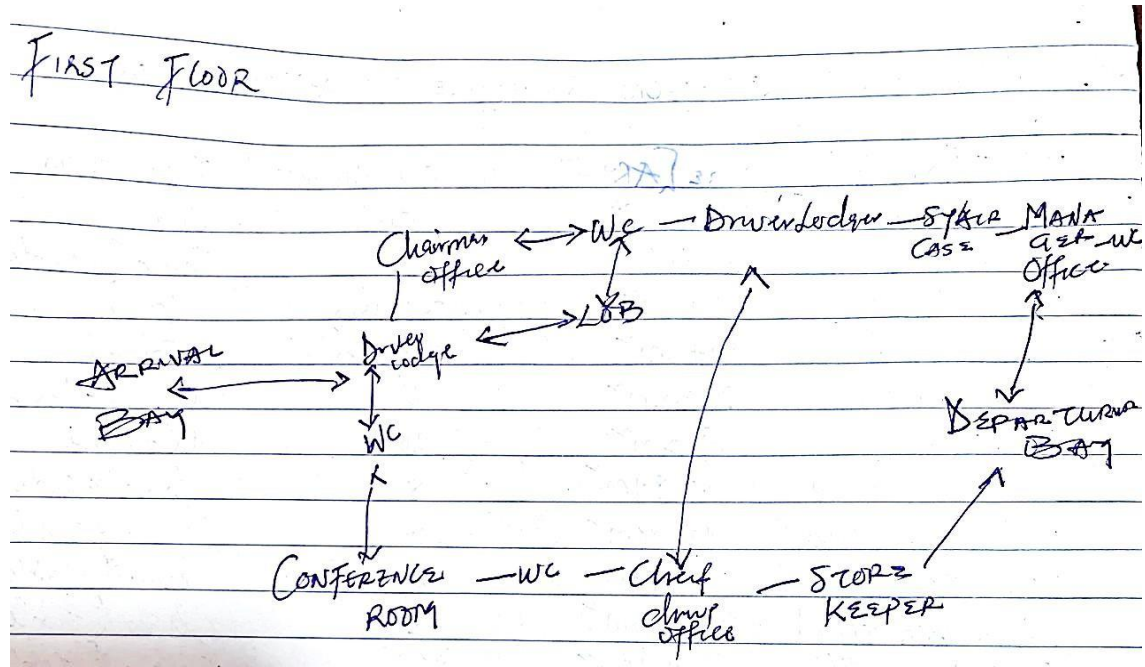 FIRST FLOOR
Chairman office WC — Driver Lodge — STAIR CASE — MANAGER Office — WC
LOB
Driver Lodge
ARRIVAL BAY
WC
DEPARTURE BAY
CONFERENCE ROOM — WC — Chief office — STORE KEEPER